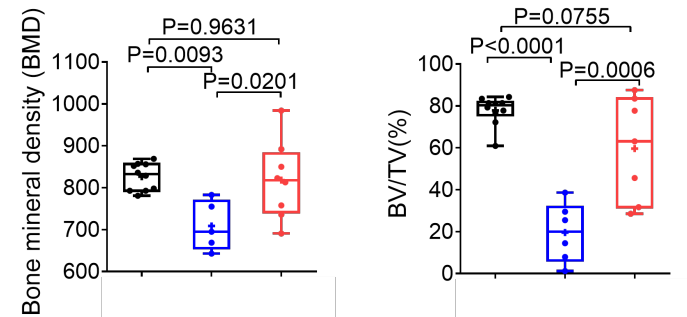 P=0.9631
P=0.0093
P=0.0201
Bone mineral density (BMD)
1100
1000
900
800
700
600
P=0.0755
P<0.0001
P=0.0006
BV/TV(%)
100
80
60
40
20
0